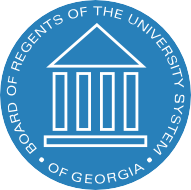 BOARD OF REGENTS OF THE UNIVERSITY SYSTEM
• OF GEORGIA •